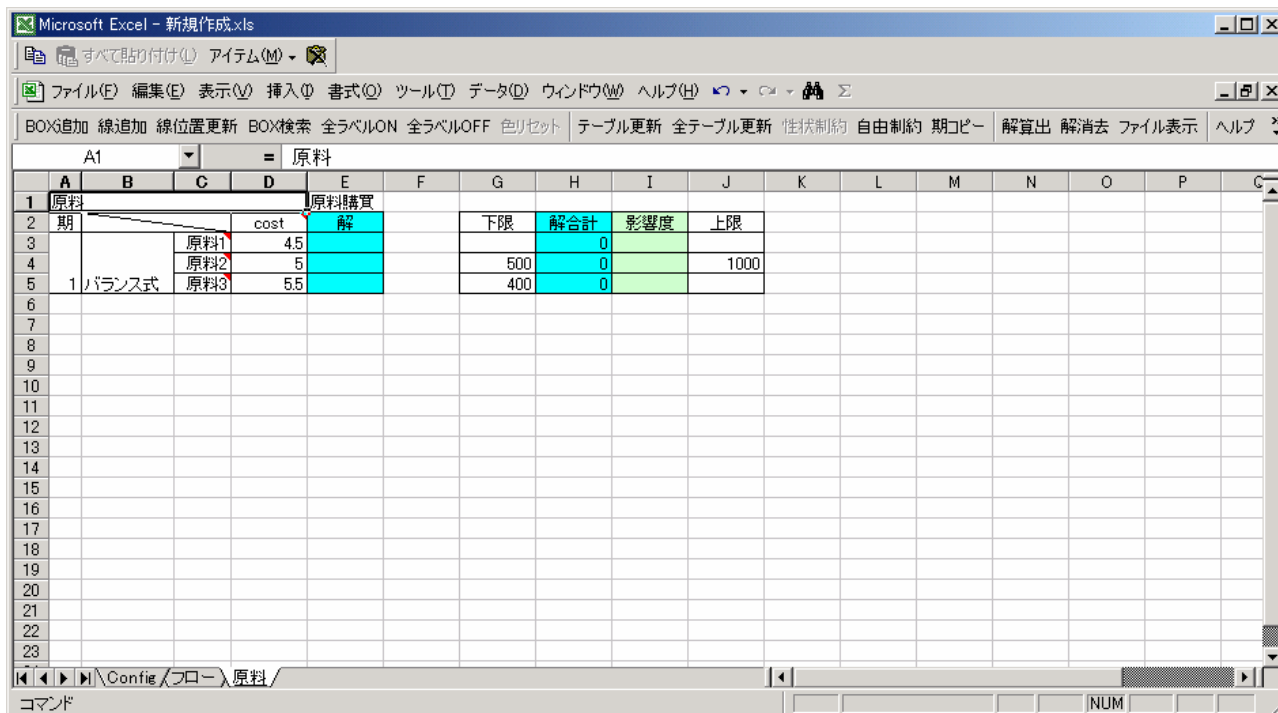 Microsoft Excel - 新規作成.xls
すべて貼り付け(L) アイテム(M)
ファイル(F) 編集(E) 表示(V) 挿入(I) 書式(O) ツール(T) データ(D) ウィンドウ(W) ヘルプ(H) Σ
BOX追加 線追加 線位置更新 BOX検索 全ラベルON 全ラベルOFF 色リセット テーブル更新 全テーブル更新 性状制約 自由制約 期コピー 解算出 解消去 ファイル表示 ヘルプ
A1 = 原料
A B C D E F G H I J K L M N O P
1 原料 原料購買
2 期 cost 解 下限 解合計 影響度 上限
3 原料1 4.5 0
4 原料2 5 500 0 1000
5 1 バランス式 原料3 5.5 400 0
6
7
8
9
10
11
12
13
14
15
16
17
18
19
20
21
22
23
Config フロー 原料
コマンド NUM